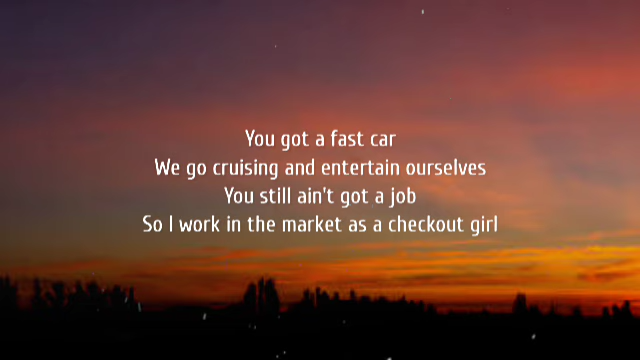 You got a fast car
We go cruising and entertain ourselves
You still ain't got a job
So I work in the market as a checkout girl